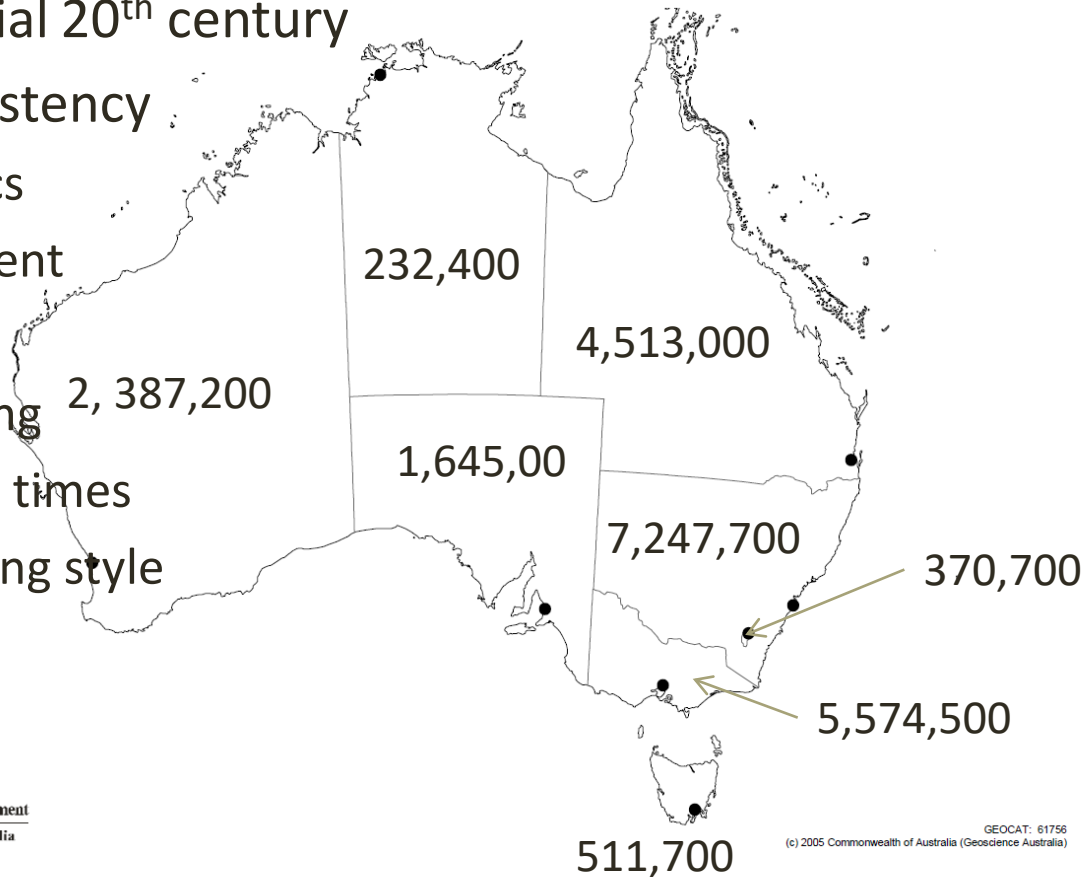 ial 20th century
stency
cs
ent
232,400
4,513,000
2, 387,200
ng
1,645,00
times
7,247,700
ng style
370,700
5,574,500
ment
lia
511,700
GEOCAT: 61756
(c) 2005 Commonwealth of Australia (Geoscience Australia)